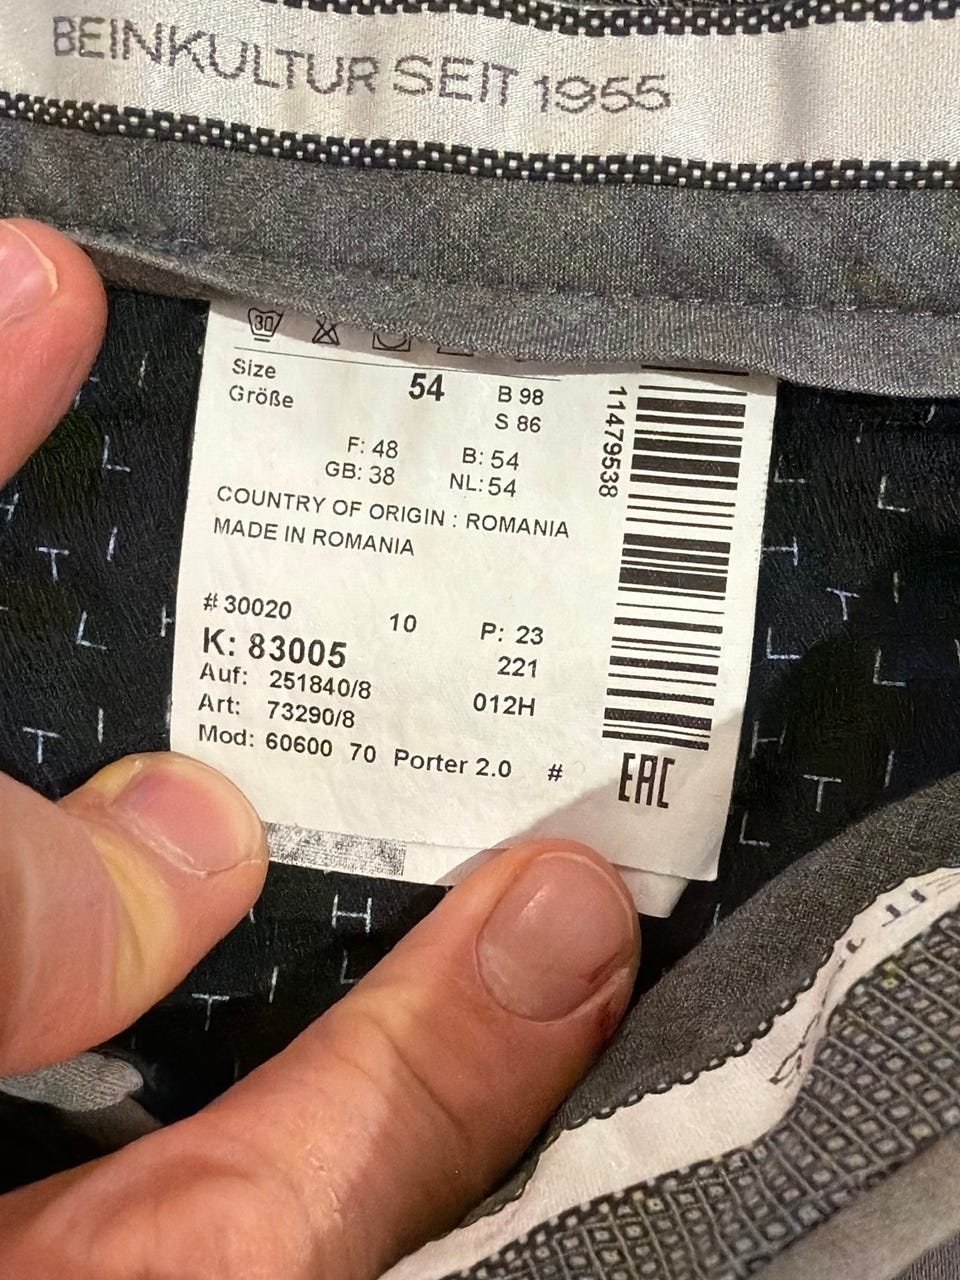 BEINKULTUR SEIT 1955
30
Size
Größe
54
B 98
S 86
F: 48
B: 54
GB: 38
NL: 54
COUNTRY OF ORIGIN : ROMANIA
MADE IN ROMANIA
# 30020
10
P: 23
K: 83005
221
Auf: 251840/8
012H
Art: 73290/8
Mod: 60600 70 Porter 2.0 #
11479538
EAC